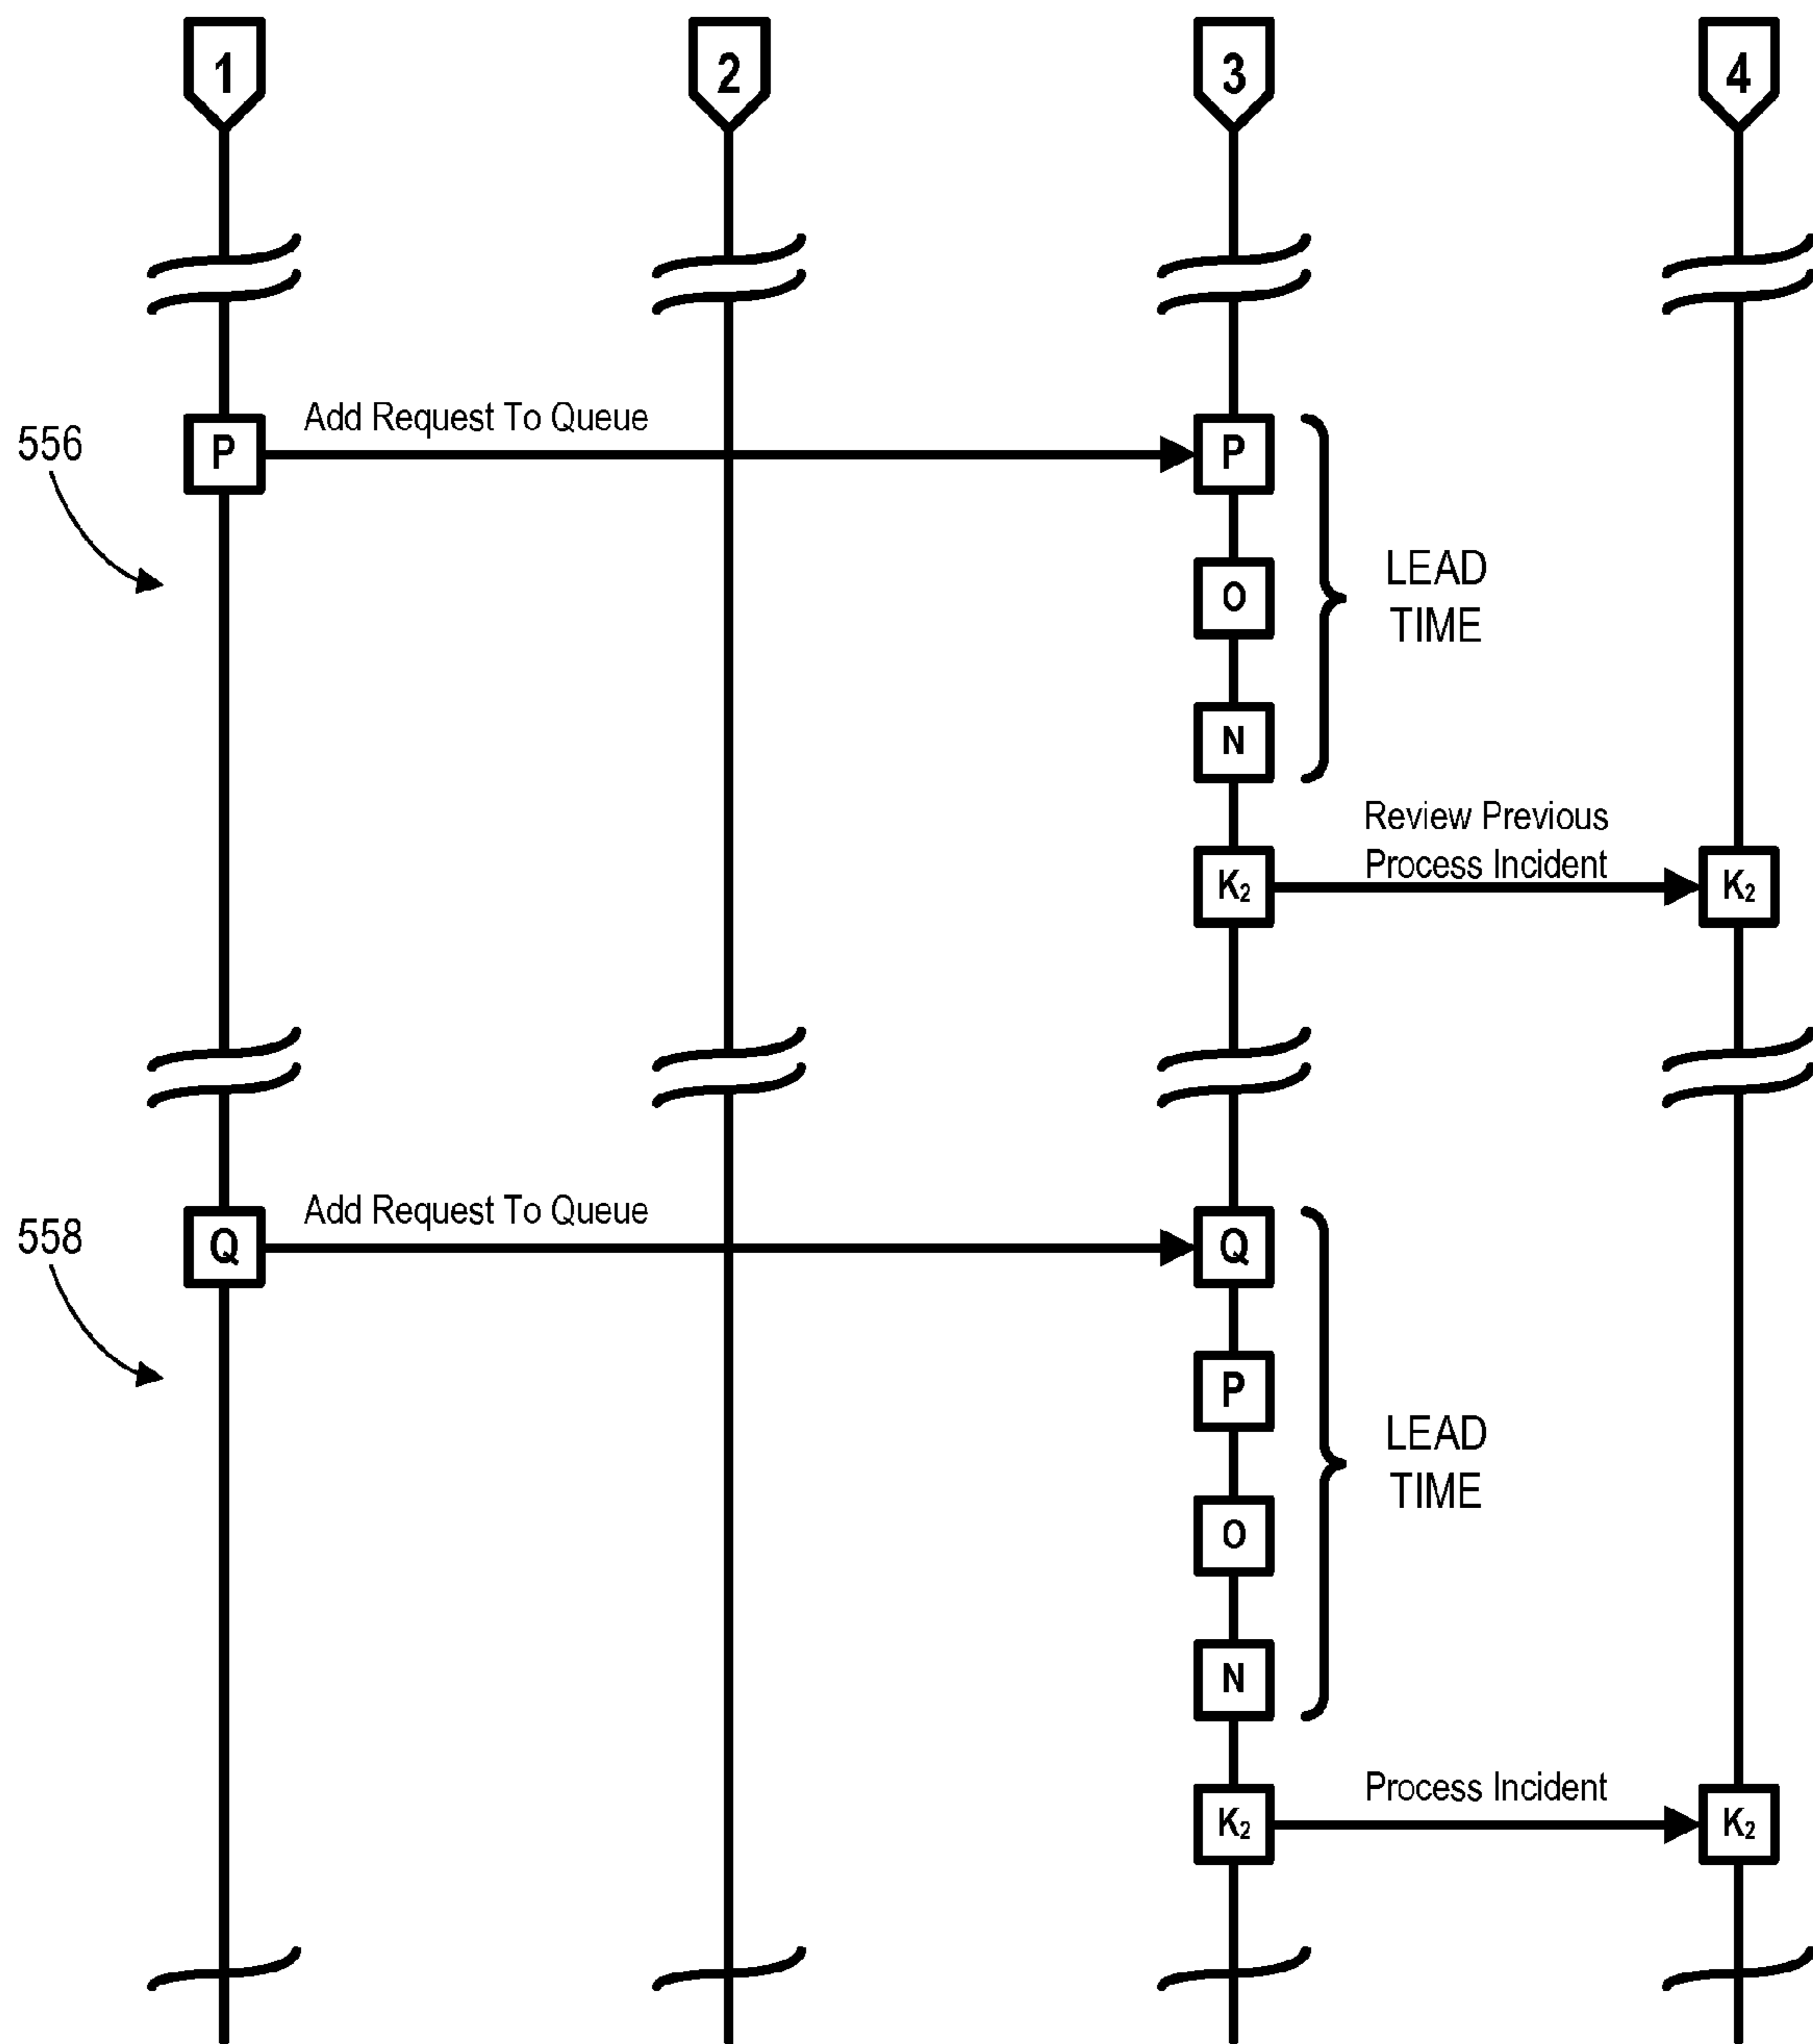 1
2
3
4
556
P
Add Request To Queue
P
O
N
LEAD
TIME
Review Previous
Process Incident
K₂
K₂
558
Q
Add Request To Queue
Q
P
O
N
LEAD
TIME
Process Incident
K₂
K₂